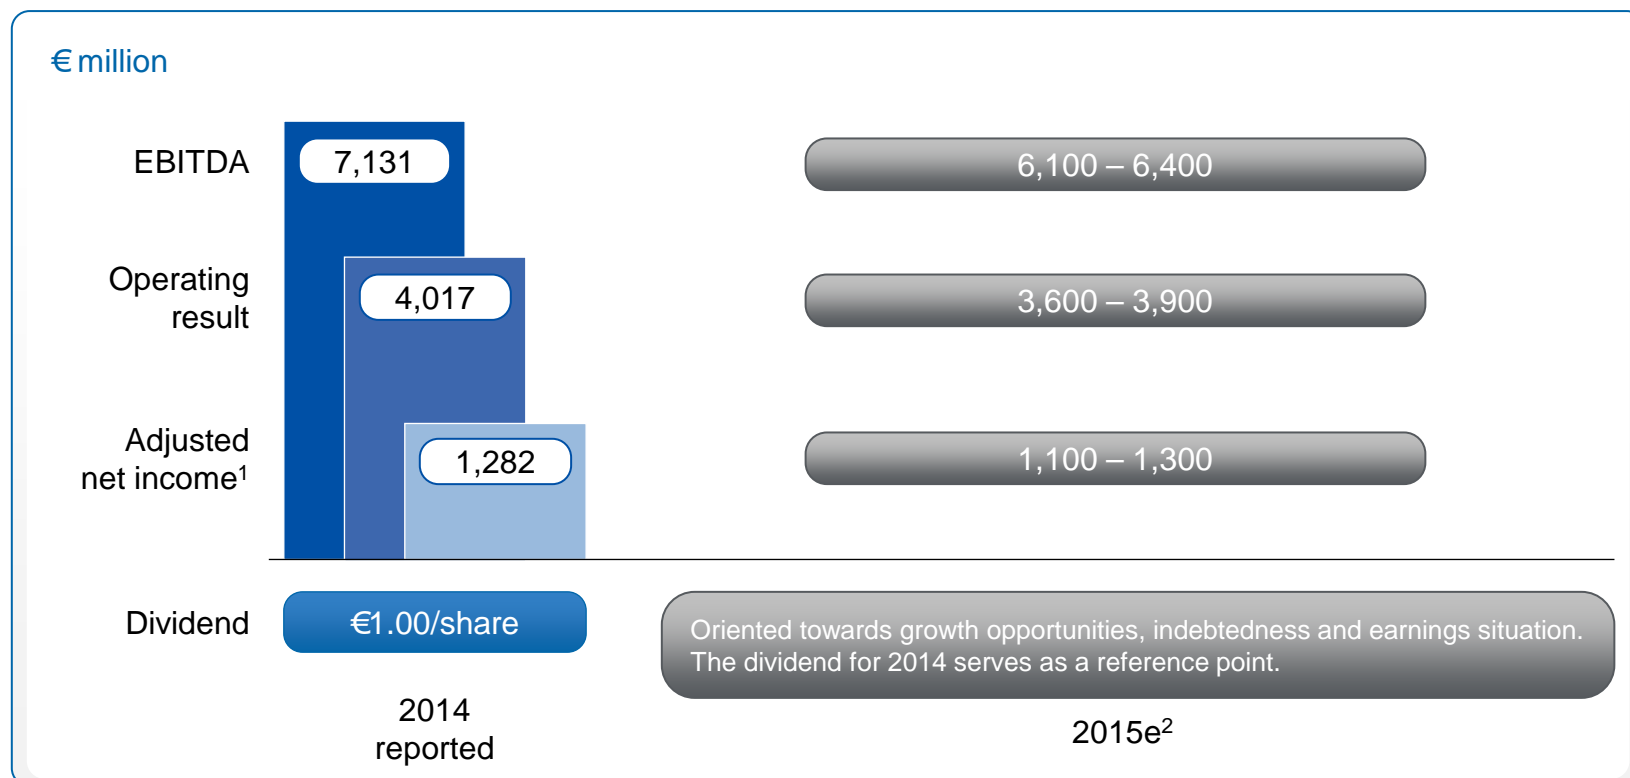 € million
EBITDA
7,131
6,100 – 6,400
Operating
result
4,017
3,600 – 3,900
Adjusted
net income¹
1,282
1,100 – 1,300
Dividend
€1.00/share
Oriented towards growth opportunities, indebtedness and earnings situation.
The dividend for 2014 serves as a reference point.
2014
reported
2015e²